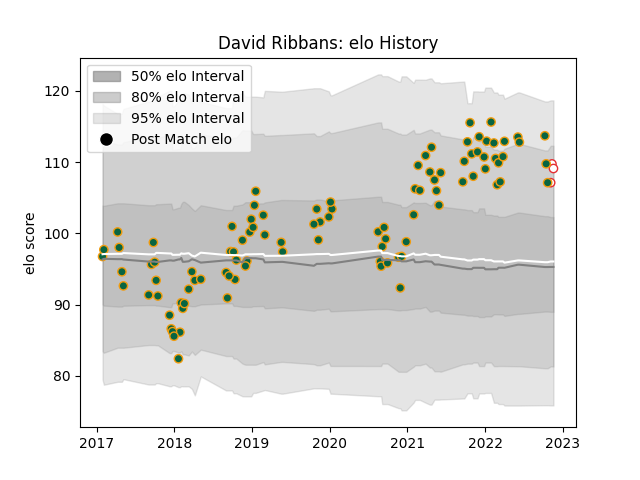 David Ribbans: elo History
50% elo Interval
80% elo Interval
95% elo Interval
Post Match elo
elo score
120
110
100
90
80
2017 2018 2019 2020 2021 2022 2023